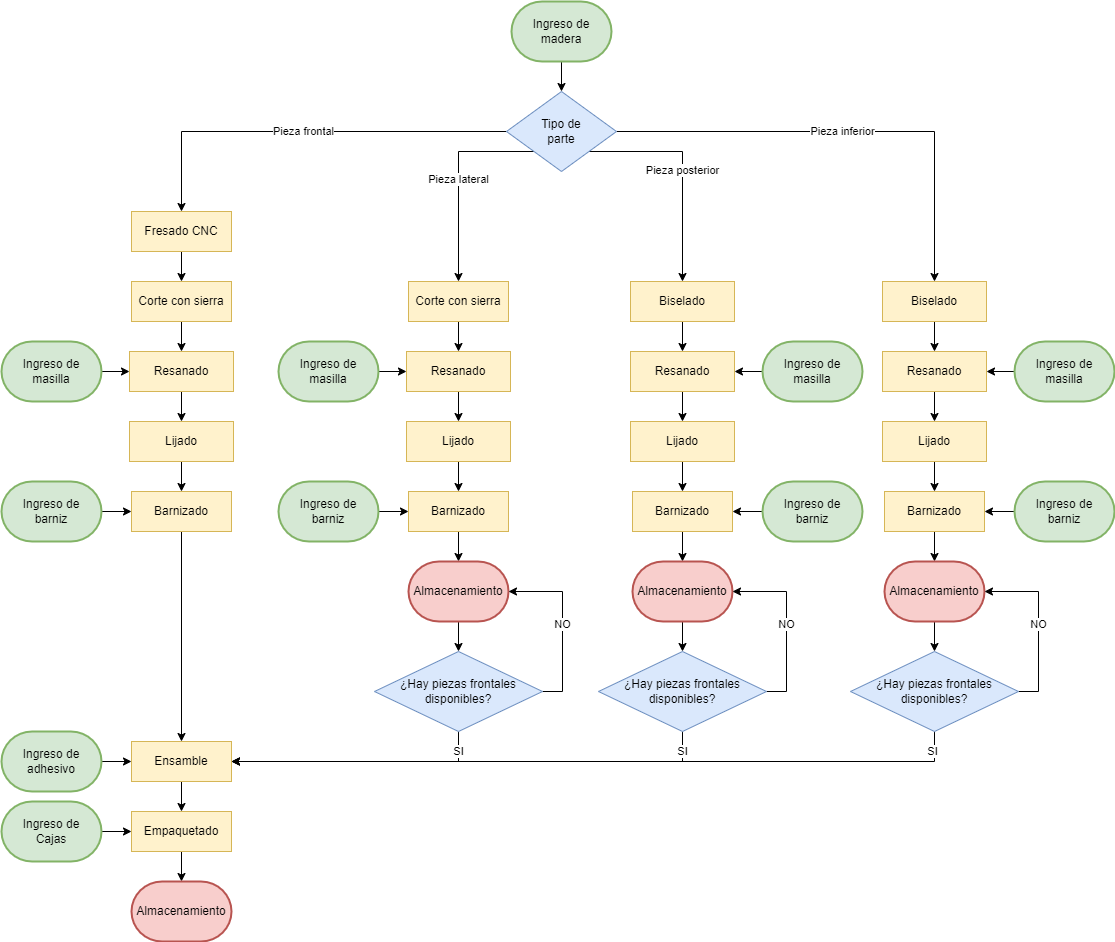 Ingreso de
madera
Tipo de
parte
Pieza frontal
Pieza inferior
Pieza lateral
Pieza posterior
Fresado CNC
Corte con sierra
Corte con sierra
Biselado
Biselado
Ingreso de
masilla
Resanado
Ingreso de
masilla
Resanado
Resanado
Ingreso de
masilla
Resanado
Ingreso de
masilla
Lijado
Lijado
Lijado
Lijado
Ingreso de
barniz
Barnizado
Ingreso de
barniz
Barnizado
Barnizado
Ingreso de
barniz
Barnizado
Ingreso de
barniz
Almacenamiento
Almacenamiento
Almacenamiento
NO
NO
NO
¿Hay piezas frontales
disponibles?
¿Hay piezas frontales
disponibles?
¿Hay piezas frontales
disponibles?
SI
SI
SI
Ingreso de
adhesivo
Ensamble
Ingreso de
Cajas
Empaquetado
Almacenamiento